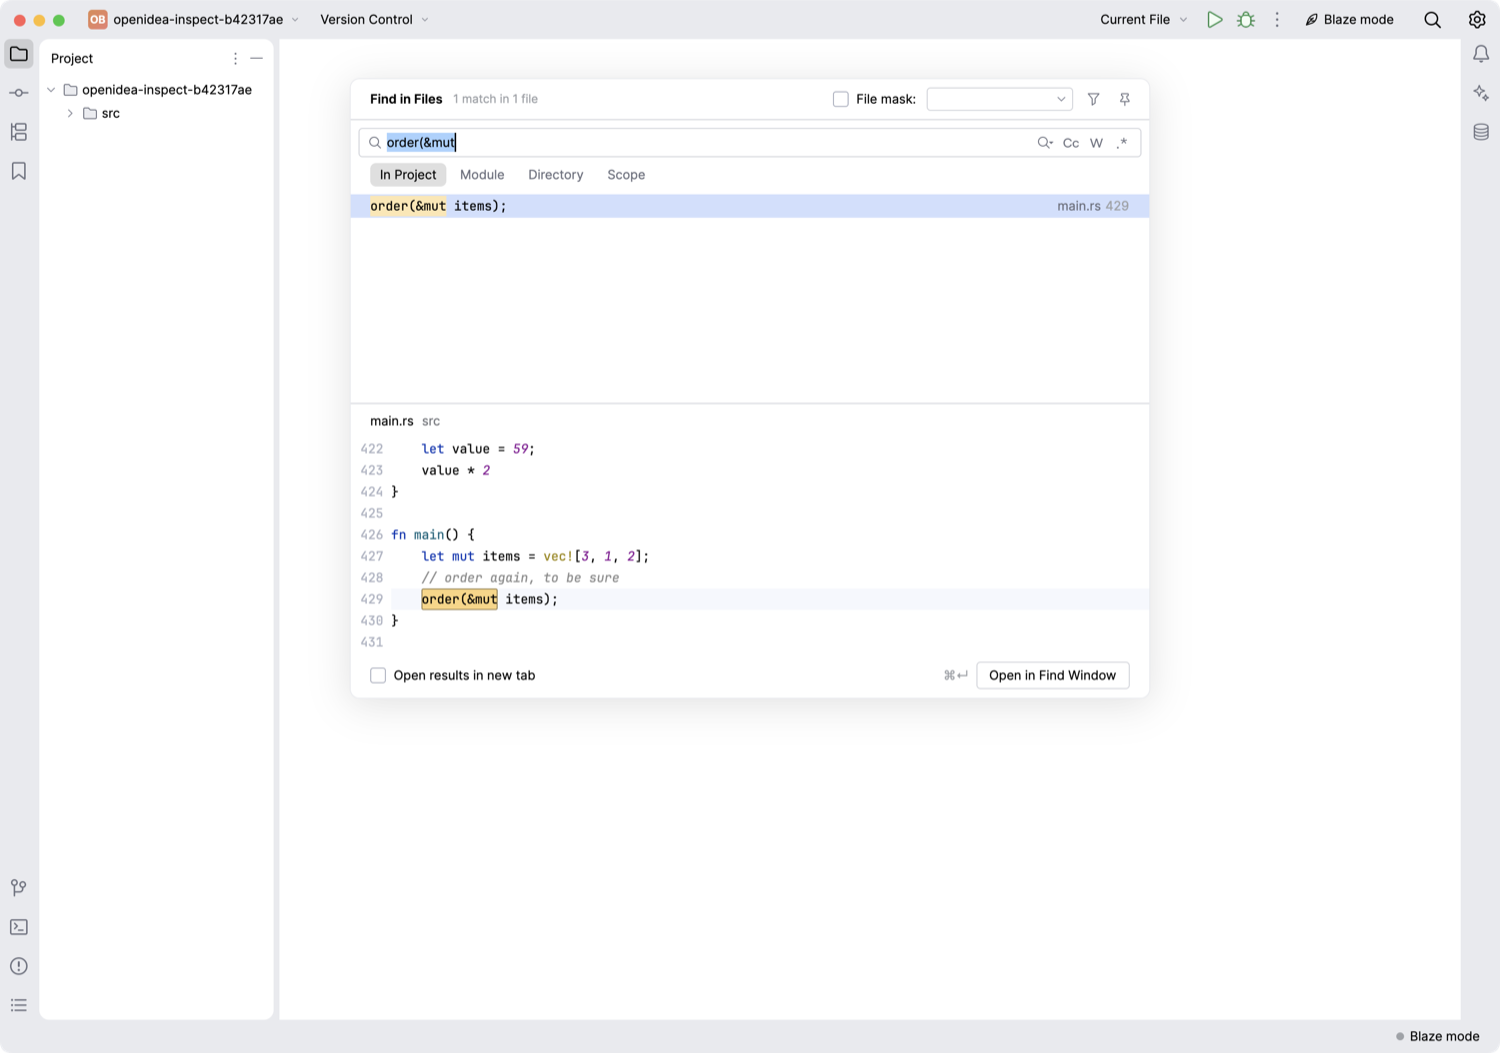 OB openidea-inspect-b42317ae Version Control Current File Blaze mode
Project
openidea-inspect-b42317ae
src
Find in Files 1 match in 1 file File mask:
order(&mut Cc W .*
In Project Module Directory Scope
order(&mut items); main.rs 429
main.rs src
422 let value = 59;
423 value * 2
424 }
425
426 fn main() {
427 let mut items = vec![3, 1, 2];
428 // order again, to be sure
429 order(&mut items);
430 }
431
Open results in new tab ⌘↵ Open in Find Window
Blaze mode